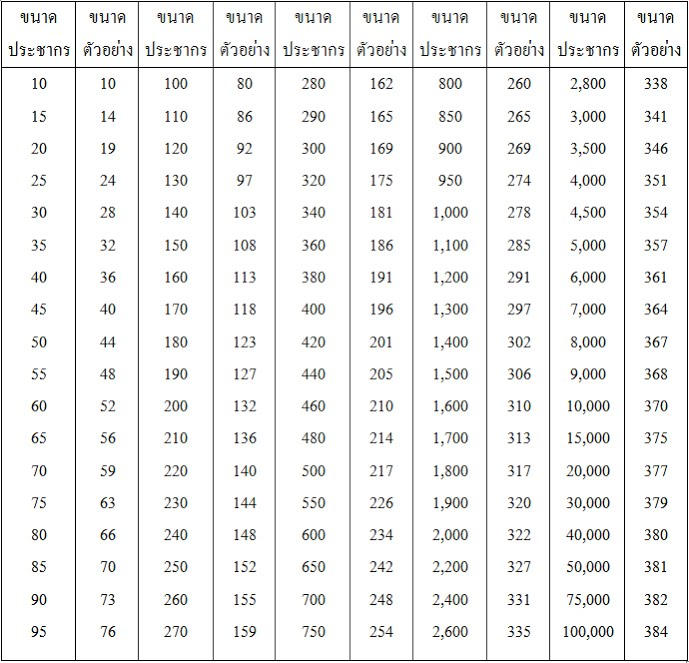 ขนาด ขนาด ขนาด ขนาด ขนาด ขนาด ขนาด ขนาด ขนาด ขนาด
ประชากร ตัวอย่าง ประชากร ตัวอย่าง ประชากร ตัวอย่าง ประชากร ตัวอย่าง ประชากร ตัวอย่าง
10 10 100 80 280 162 800 260 2,800 338
15 14 110 86 290 165 850 265 3,000 341
20 19 120 92 300 169 900 269 3,500 346
25 24 130 97 320 175 950 274 4,000 351
30 28 140 103 340 181 1,000 278 4,500 354
35 32 150 108 360 186 1,100 285 5,000 357
40 36 160 113 380 191 1,200 291 6,000 361
45 40 170 118 400 196 1,300 297 7,000 364
50 44 180 123 420 201 1,400 302 8,000 367
55 48 190 127 440 205 1,500 306 9,000 368
60 52 200 132 460 210 1,600 310 10,000 370
65 56 210 136 480 214 1,700 313 15,000 375
70 59 220 140 500 217 1,800 317 20,000 377
75 63 230 144 550 226 1,900 320 30,000 379
80 66 240 148 600 234 2,000 322 40,000 380
85 70 250 152 650 242 2,200 327 50,000 381
90 73 260 155 700 248 2,400 331 75,000 382
95 76 270 159 750 254 2,600 335 100,000 384